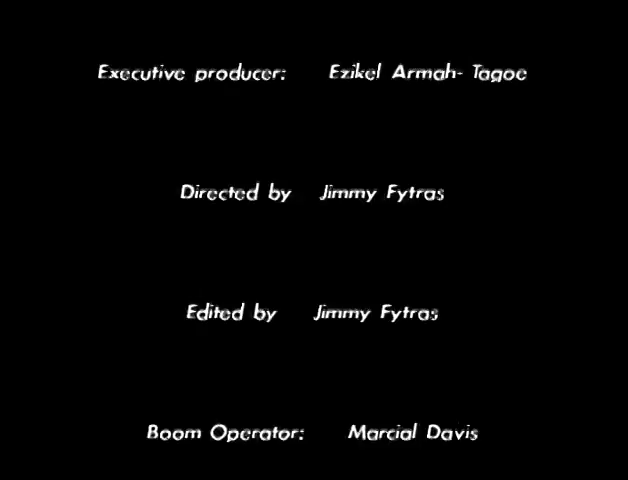 Executive producer: Ezikel Armah- Tagoe
Directed by Jimmy Fytras
Edited by Jimmy Fytras
Boom Operator: Marcial Davis